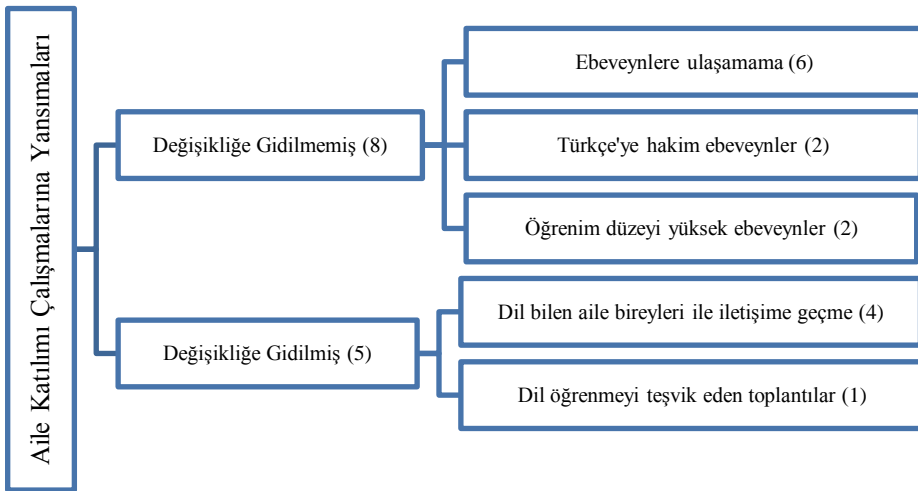 Aile Katılımı Çalışmalarına Yansımaları
Değişikliğe Gidilmemiş (8)
Ebeveynlere ulaşamama (6)
Türkçe'ye hakim ebeveynler (2)
Öğrenim düzeyi yüksek ebeveynler (2)
Değişikliğe Gidilmiş (5)
Dil bilen aile bireyleri ile iletişime geçme (4)
Dil öğrenmeyi teşvik eden toplantılar (1)